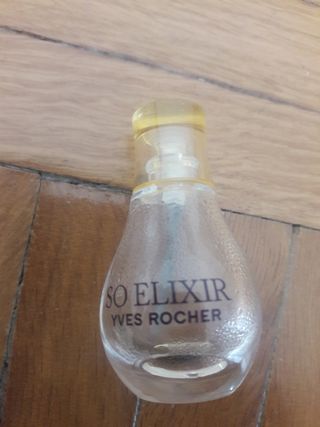 SO ELIXIR
YVES ROCHER